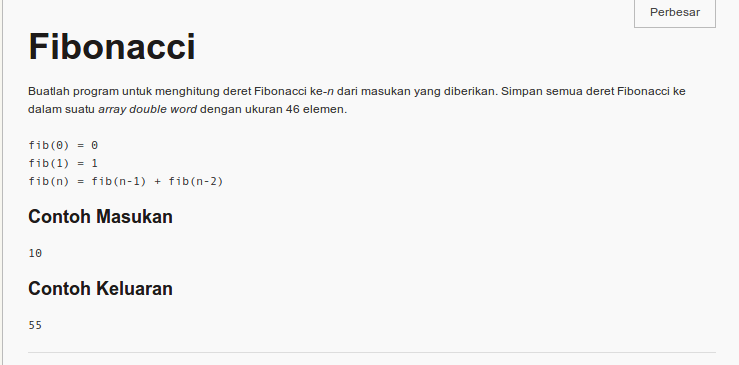 Perbesar
Fibonacci
Buatlah program untuk menghitung deret Fibonacci ke-n dari masukan yang diberikan. Simpan semua deret Fibonacci ke
dalam suatu array double word dengan ukuran 46 elemen.
fib(0) = 0
fib(1) = 1
fib(n) = fib(n-1) + fib(n-2)
Contoh Masukan
10
Contoh Keluaran
55